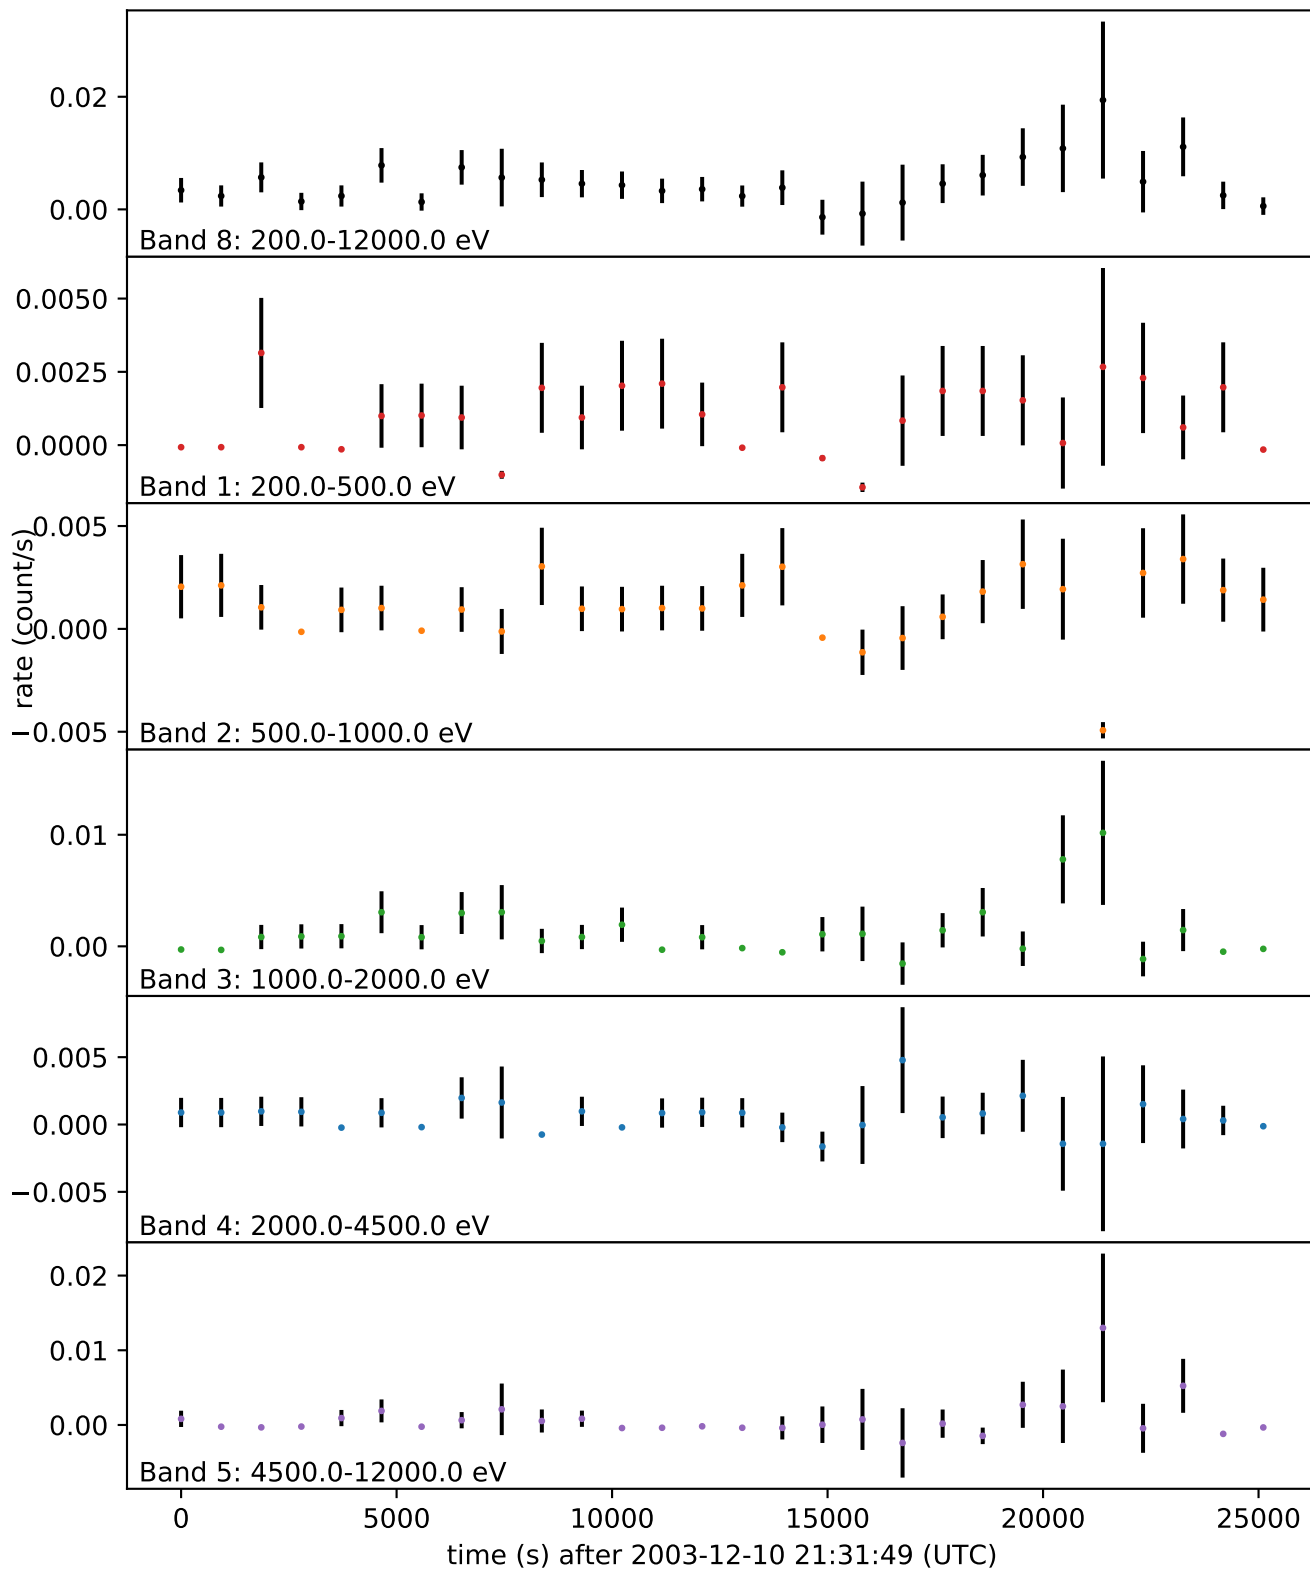 0.02
0.00
Band 8: 200.0-12000.0 eV
0.0050
0.0025
0.0000
Band 1: 200.0-500.0 eV
rate (count/s)
0.005
0.000
−0.005
Band 2: 500.0-1000.0 eV
0.01
0.00
Band 3: 1000.0-2000.0 eV
0.005
0.000
−0.005
Band 4: 2000.0-4500.0 eV
0.02
0.01
0.00
Band 5: 4500.0-12000.0 eV
0 5000 10000 15000 20000 25000
time (s) after 2003-12-10 21:31:49 (UTC)